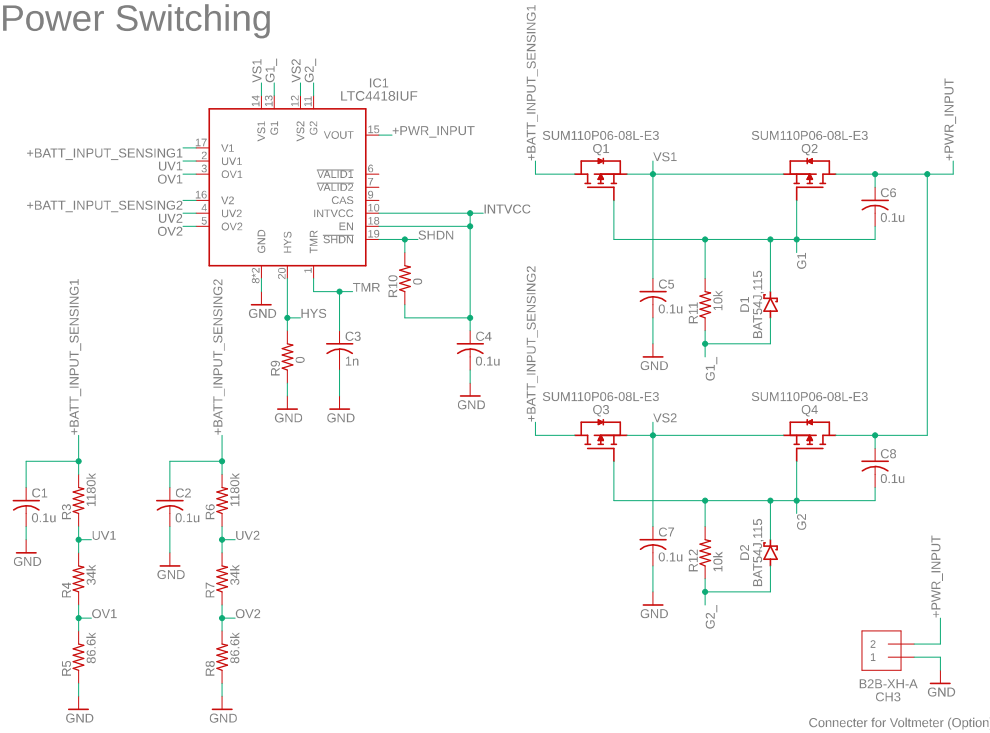 Power Switching
IC1
LTC4418IUF
VS1
G1_
VS2
G2_
14
13
12
11
VS1
G1
VS2
G2
VOUT
15
+PWR_INPUT
+BATT_INPUT_SENSING1
17
V1
UV1
2
UV1
OV1
3
OV1
+BATT_INPUT_SENSING2
16
V2
UV2
4
UV2
OV2
5
OV2
VALID1
6
VALID2
7
CAS
9
INTVCC
10
INTVCC
EN
18
SHDN
19
SHDN
GND
HYS
TMR
8*2
20
1
GND
HYS
TMR
R10
0
R9
0
GND
C3
1n
GND
C4
0.1u
GND
+BATT_INPUT_SENSING1
C1
0.1u
GND
R3
1180k
UV1
R4
34k
OV1
R5
86.6k
GND
+BATT_INPUT_SENSING2
C2
0.1u
GND
R6
1180k
UV2
R7
34k
OV2
R8
86.6k
GND
+BATT_INPUT_SENSING1
SUM110P06-08L-E3
Q1
VS1
SUM110P06-08L-E3
Q2
+PWR_INPUT
C6
0.1u
G1
C5
0.1u
GND
R11
10k
D1
BAT54J,115
G1_
+BATT_INPUT_SENSING2
SUM110P06-08L-E3
Q3
VS2
SUM110P06-08L-E3
Q4
C8
0.1u
G2
C7
0.1u
GND
R12
10k
D2
BAT54J,115
G2_
+PWR_INPUT
2
1
B2B-XH-A
CH3
GND
Connecter for Voltmeter (Option